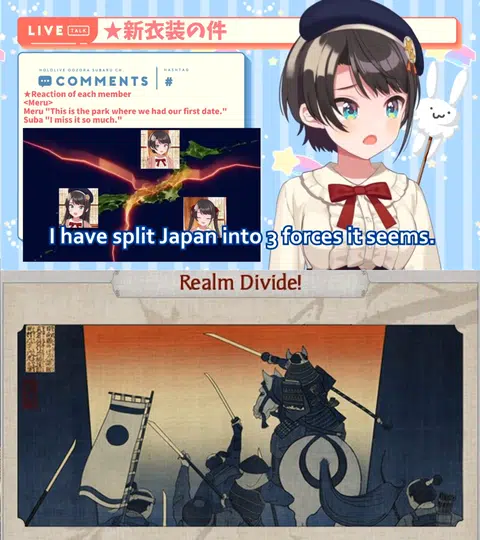 LIVE TALK ★新衣装の件
HOLOLIVE OOZORA SUBARU CH.
HASHTAG
COMMENTS #
★Reaction of each member
<Meru>
Meru "This is the park where we had our first date."
Suba "I miss it so much."
I have split Japan into 3 forces it seems.
Realm Divide!